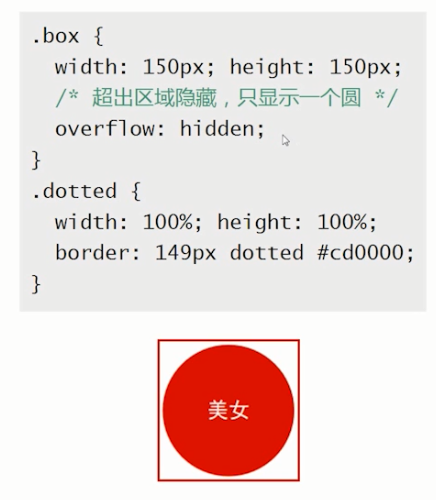 .box {
width: 150px; height: 150px;
/* 超出区域隐藏，只显示一个圆 */
overflow: hidden;
}
.dotted {
width: 100%; height: 100%;
border: 149px dotted #cd0000;
}
美女